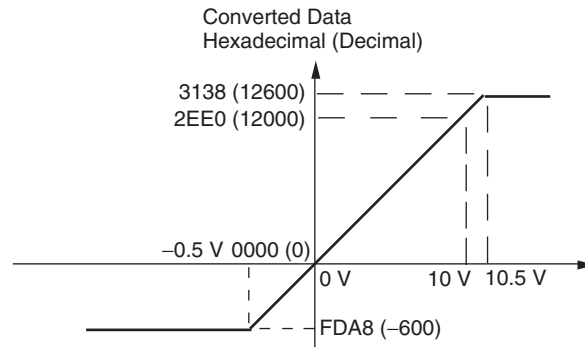 Converted Data
Hexadecimal (Decimal)
3138 (12600)
2EE0 (12000)
–0.5 V 0000 (0)
0 V 10 V 10.5 V
FDA8 (–600)